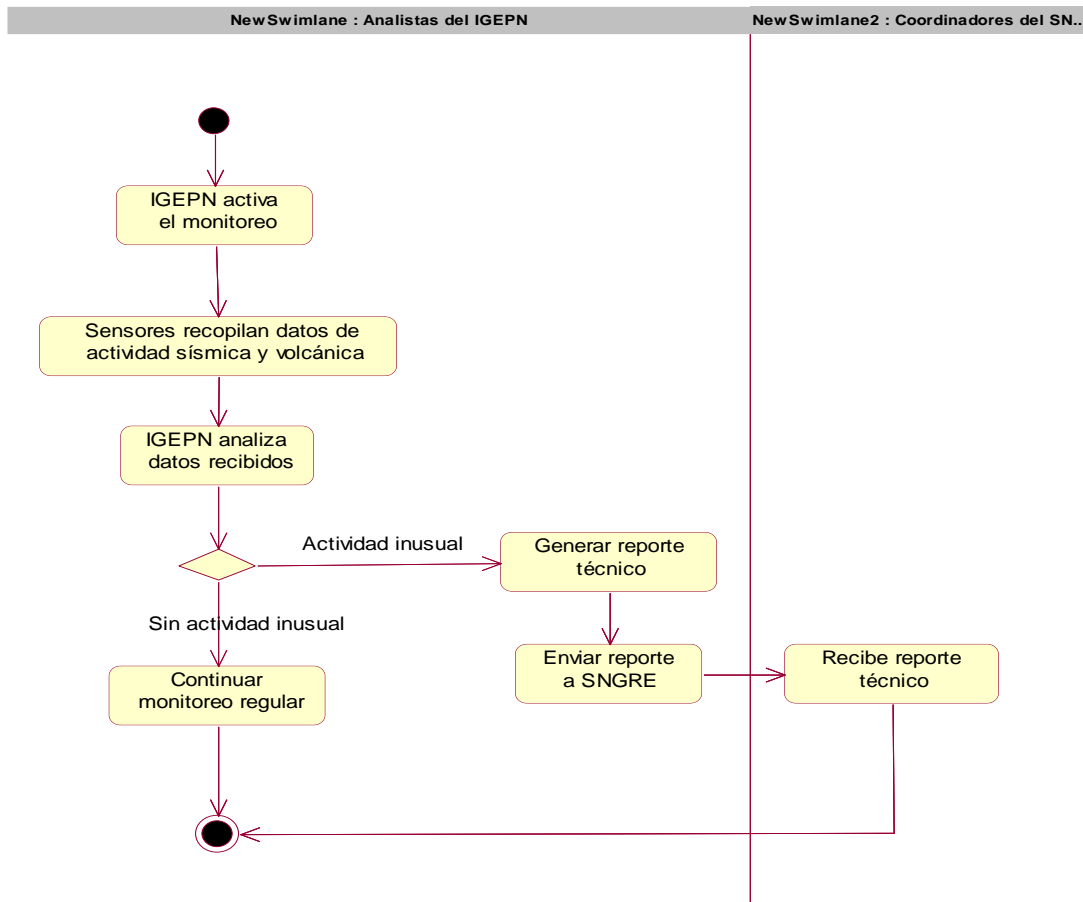 NewSwimlane : Analistas del IGEPN
NewSwimlane2 : Coordinadores del SN..
IGEPN activa
el monitoreo
Sensores recopilan datos de
actividad sísmica y volcánica
IGEPN analiza
datos recibidos
Actividad inusual
Generar reporte
técnico
Sin actividad inusual
Enviar reporte
a SNGRE
Recibe reporte
técnico
Continuar
monitoreo regular